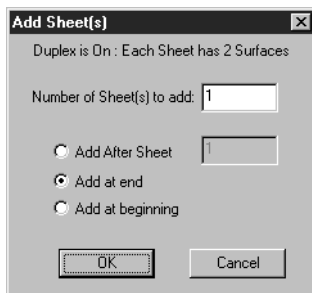 Add Sheet(s)
Duplex is On : Each Sheet has 2 Surfaces
Number of Sheet(s) to add: 1
Add After Sheet 1
Add at end
Add at beginning
OK Cancel